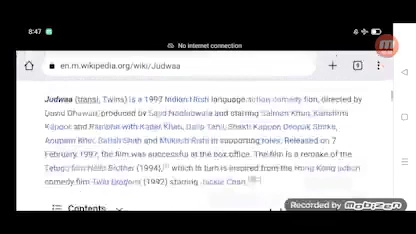 8:47
No internet connection
en.m.wikipedia.org/wiki/Judwaa
9
Judwaa (transl. Twins) is a 1997 Indian Hindi language action comedy film, directed by
David Dhawan, produced by Sajid Nadiadwala and starring Salman Khan, Karishma
Kapoor and Rambha with Kader Khan, Dalip Tahil, Shakti Kapoor, Deepak Shirke,
Anupam Kher, Satish Shah and Mukesh Rishi in supporting roles. Released on 7
February 1997, the film was successful at the box office. The film is a remake of the
Telugu film Hello Brother (1994), which in turn is inspired from the Hong Kong action
comedy film Twin Dragons (1992) starring Jackie Chan.
Contents
Recorded by mobizen